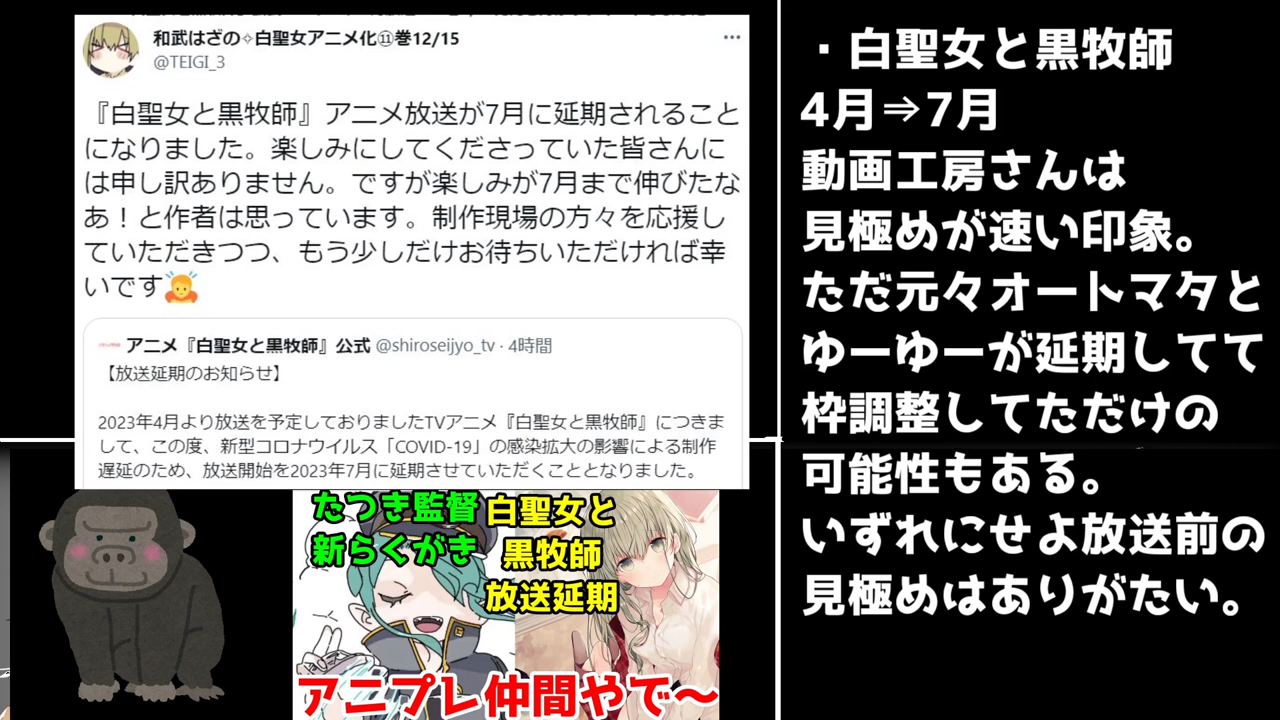 和武はざの✧白聖女アニメ化⑪巻12/15
@TEIGI_3
『白聖女と黒牧師』アニメ放送が7月に延期されること
になりました。楽しみにしてくださっていた皆さんに
は申し訳ありません。ですが楽しみが7月まで伸びたな
あ！と作者は思っています。制作現場の方々を応援し
ていただきつつ、もう少しだけお待ちいただければ幸
いです🙇
アニメ『白聖女と黒牧師』公式 @shiroseijyo_tv · 4時間
【放送延期のお知らせ】
2023年4月より放送を予定しておりましたTVアニメ『白聖女と黒牧師』につきま
して、この度、新型コロナウイルス「COVID-19」の感染拡大の影響による制作
遅延のため、放送開始を2023年7月に延期させていただくこととなりました。
たつき監督
新らくがき
白聖女と
黒牧師
放送延期
アニプレ仲間やで～
・白聖女と黒牧師
4月⇒7月
動画工房さんは
見極めが速い印象。
ただ元々オートマタと
ゆーゆーが延期してて
枠調整してただけの
可能性もある。
いずれにせよ放送前の
見極めはありがたい。